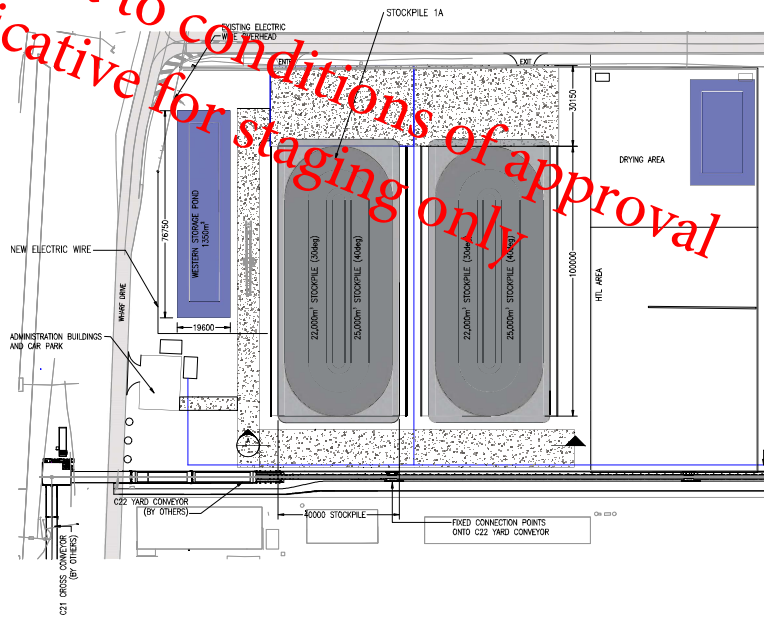 STOCKPILE 1A
EXISTING ELECTRIC
WIRE OVERHEAD
to conditions of approval
icative for staging only
EXIT
30150
DRYING AREA
WESTERN STORAGE POND
1350m³
76750
19600
NEW ELECTRIC WIRE
WHARF DRIVE
22,000m³ STOCKPILE (30deg)
25,000m³ STOCKPILE (40deg)
22,000m³ STOCKPILE (30deg)
25,000m³ STOCKPILE (40deg)
100000
HTL AREA
ADMINISTRATION BUILDINGS
AND CAR PARK
C22 YARD CONVEYOR
(BY OTHERS)
40000 STOCKPILE
FIXED CONNECTION POINTS
ONTO C22 YARD CONVEYOR
C21 CROSS CONVEYOR
(BY OTHERS)